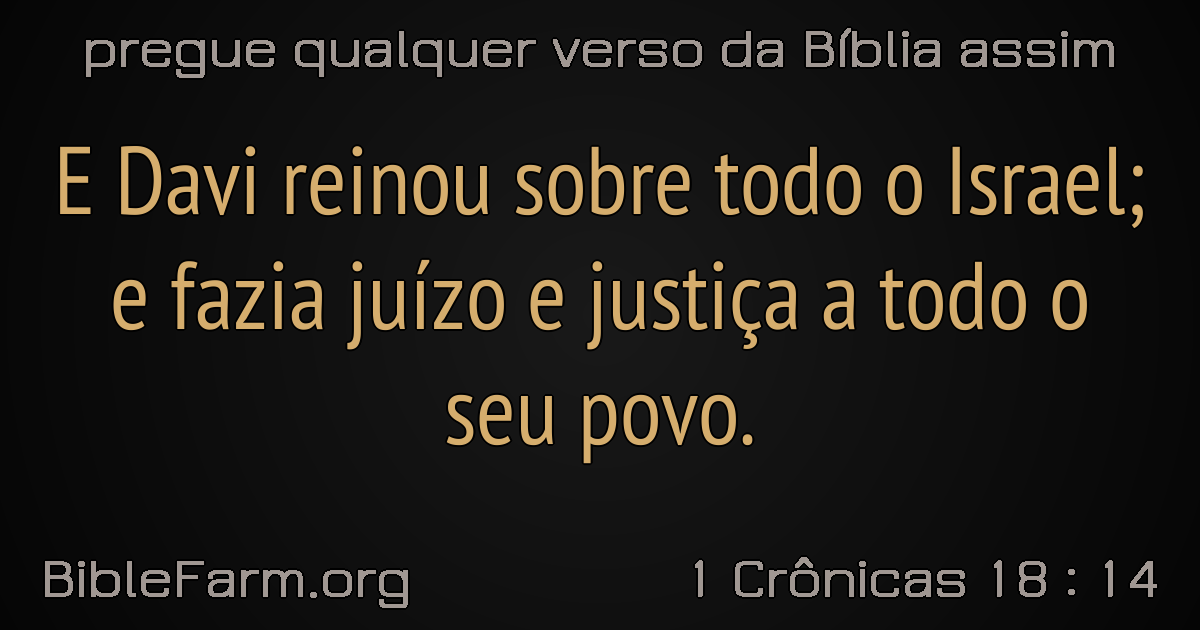 pregue qualquer verso da Bíblia assim
E Davi reinou sobre todo o Israel;
e fazia juízo e justiça a todo o
seu povo.
BibleFarm.org
1 Crônicas 18 : 14